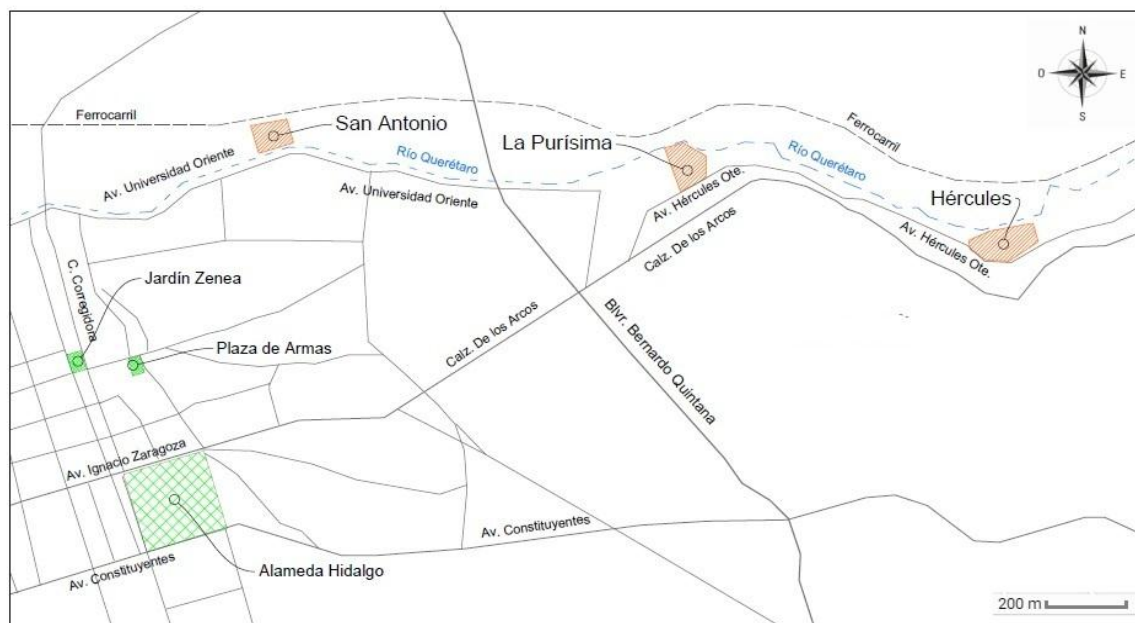 N
O
E
S
Ferrocarril
San Antonio
La Purísima
Ferrocarril
Río Querétaro
Río Querétaro
Av. Universidad Oriente
Av. Universidad Oriente
Av. Hércules Ote.
Hércules
Calz. De los Arcos
Av. Hércules Ote.
C. Corregidora
Jardín Zenea
Plaza de Armas
Calz. De los Arcos
Blvr. Bernardo Quintana
Av. Ignacio Zaragoza
Av. Constituyentes
Av. Constituyentes
Alameda Hidalgo
200 m